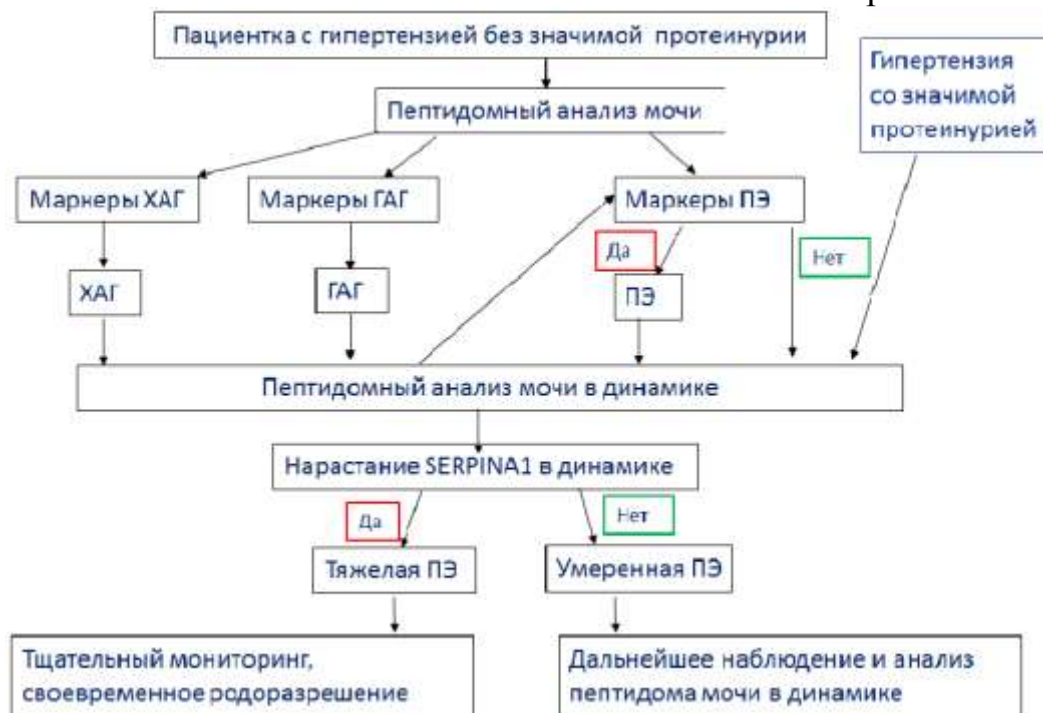 Пациентка с гипертензией без значимой протеинурии
Гипертензия
со значимой
протеинурией
Пептидомный анализ мочи
Маркеры ХАГ
Маркеры ГАГ
Маркеры ПЭ
Да
Нет
ХАГ
ГАГ
ПЭ
Пептидомный анализ мочи в динамике
Нарастание SERPINA1 в динамике
Да
Нет
Тяжелая ПЭ
Умеренная ПЭ
Тщательный мониторинг,
своевременное родоразрешение
Дальнейшее наблюдение и анализ
пептидома мочи в динамике